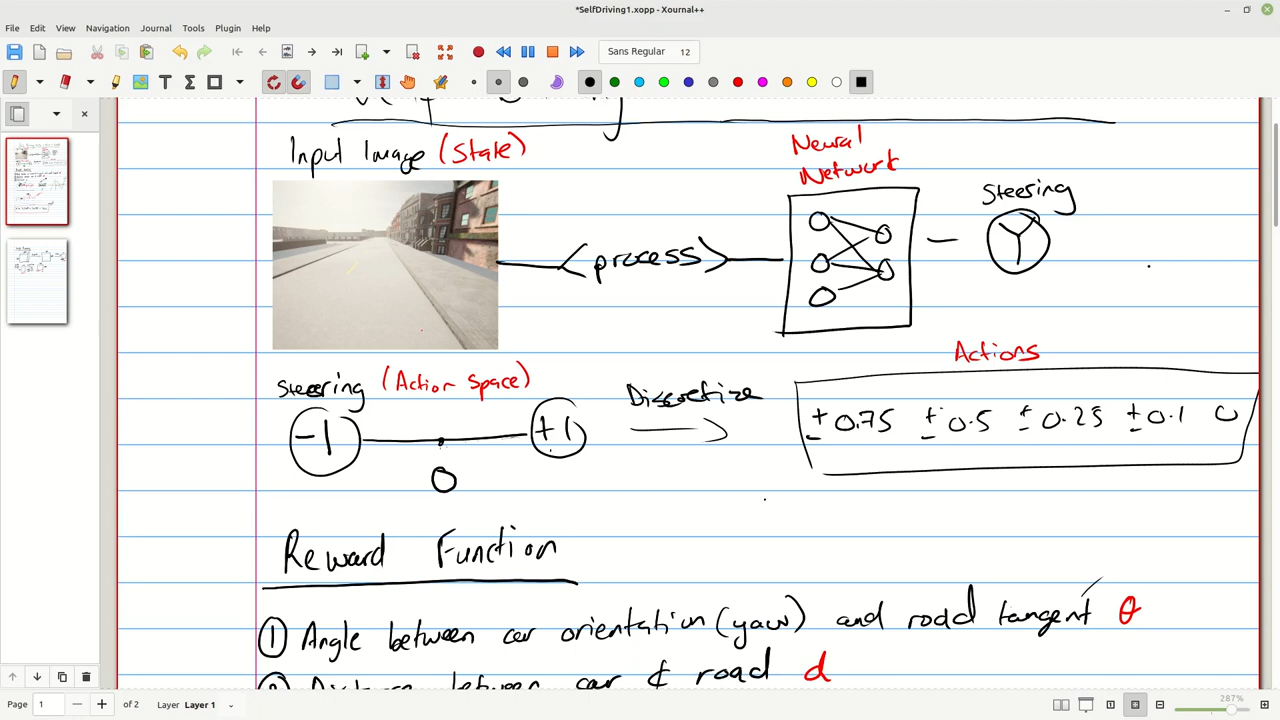 *SelfDriving1.xopp - Xournal++
File Edit View Navigation Journal Tools Plugin Help
Sans Regular 12
Input Image (State)
Neural
Network
Steering
<process>
Steering (Action Space)
Discretize
Actions
-1 +1
± 0.75 ± 0.5 ± 0.25 ± 0.1 0
0
Reward Function
① Angle between car orientation (yaw) and road tangent θ
② Distance between car & road d
Page 1 of 2 Layer Layer 1
287%